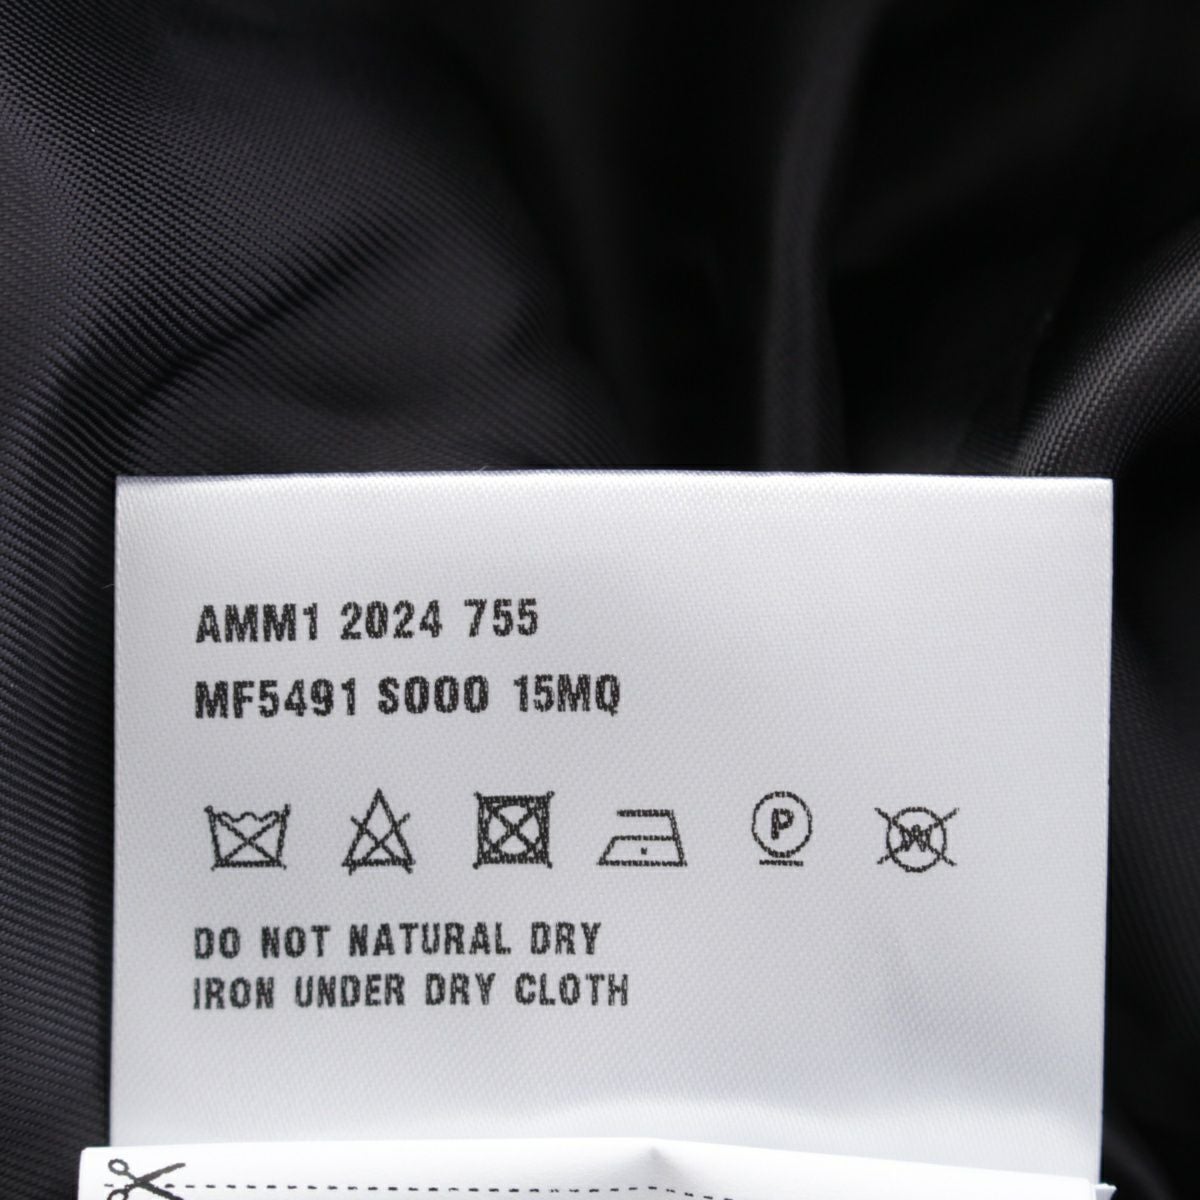 AMM1 2024 755
MF5491 S000 15MQ
P W
DO NOT NATURAL DRY
IRON UNDER DRY CLOTH